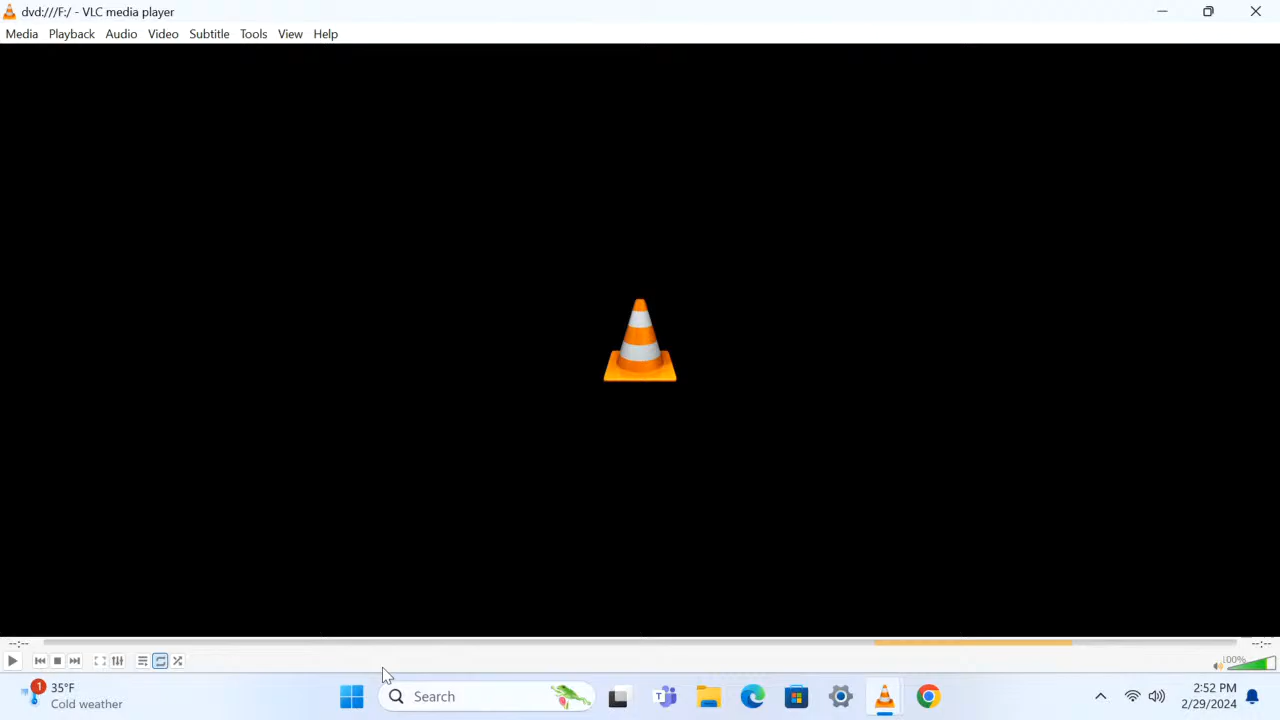 dvd:///F:/ - VLC media player
Media Playback Audio Video Subtitle Tools View Help
--:-- --:--
100%
1 35°F
Cold weather
Search
T
2:52 PM
2/29/2024